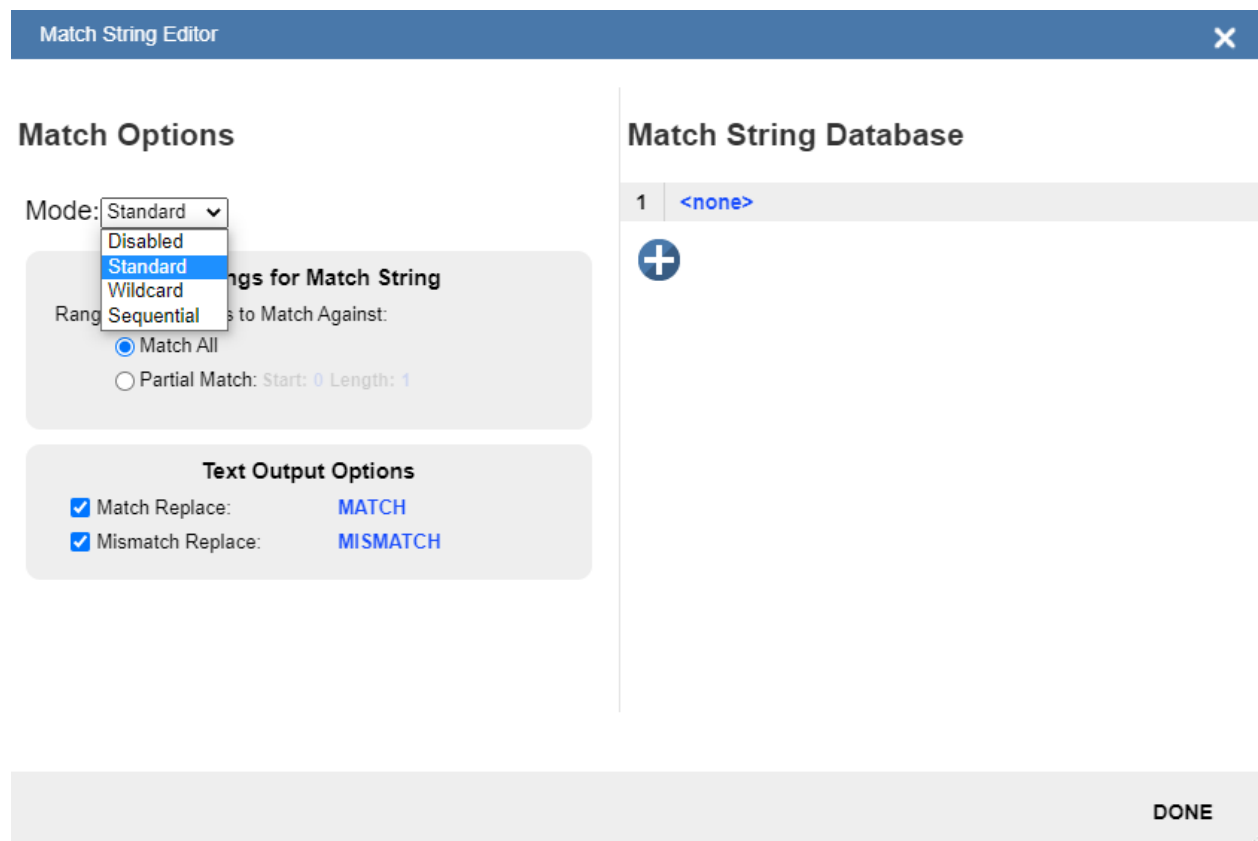 Match String Editor
Match Options
Mode: Standard
Disabled
Standard
Wildcard
Sequential
for Match String
to Match Against:
Match All
Partial Match: Start: 0 Length: 1
Text Output Options
Match Replace: MATCH
Mismatch Replace: MISMATCH
Match String Database
1 <none>
DONE